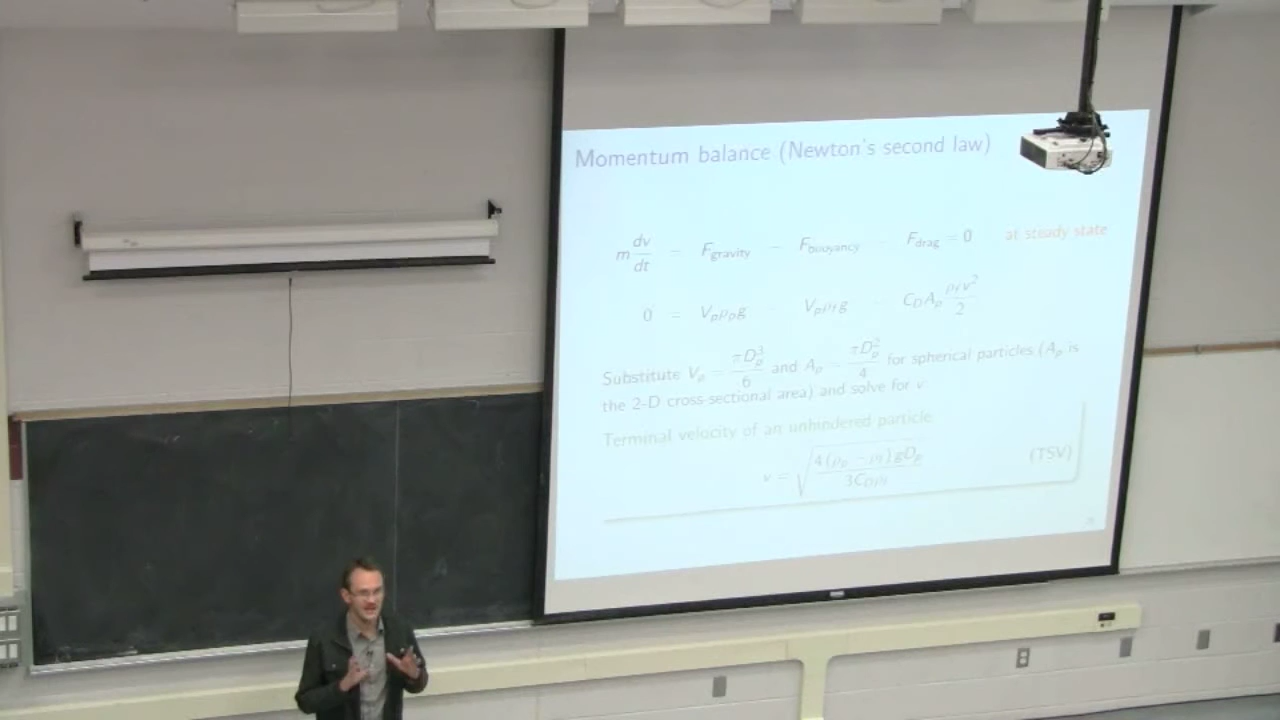 Momentum balance (Newton's second law)
m dv/dt = F_gravity − F_buoyancy − F_drag = 0 at steady state
0 = V_p ρ_p g − V_p ρ_f g − C_D A_p ρ_f v²/2
Substitute V_p = πD_p³/6 and A_p = πD_p²/4 for spherical particles (A_p is
the 2-D cross-sectional area) and solve for v:
Terminal velocity of an unhindered particle
v = √(4(ρ_p − ρ_f)gD_p / 3C_Dρ_f) (TSV)